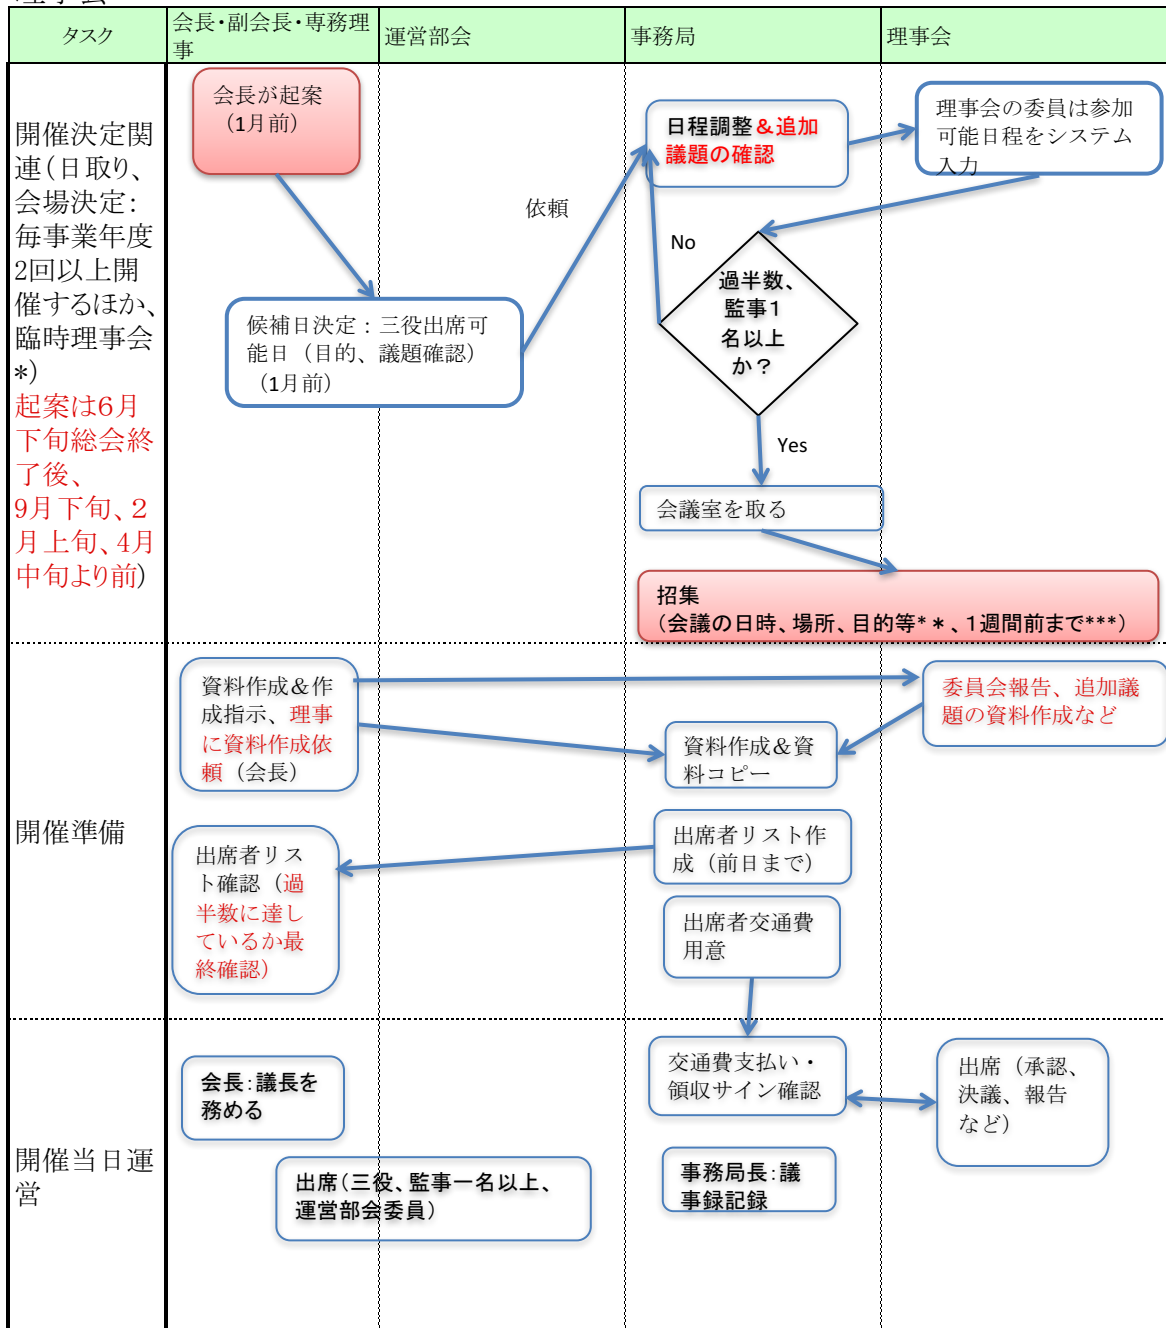 理事会
タスク
会長・副会長・専務理
事
運営部会
事務局
理事会
開催決定関
連（日取り、
会場決定：
毎事業年度
2回以上開
催するほか、
臨時理事会
*）
起案は６月
下旬総会終
了後、
9月下旬、２
月上旬、4月
中旬より前）
会長が起案
（1月前）
候補日決定：三役出席可
能日（目的、議題確認）
（1月前）
依頼
日程調整＆追加
議題の確認
理事会の委員は参加
可能日程をシステム
入力
No
過半数、
監事１
名以上
か？
Yes
会議室を取る
招集
（会議の日時、場所、目的等*＊、１週間前まで***）
開催準備
資料作成＆作
成指示、理事
に資料作成依
頼（会長）
委員会報告、追加議
題の資料作成など
資料作成＆資
料コピー
出席者リスト作
成（前日まで）
出席者リス
ト確認（過
半数に達し
ているか最
終確認）
出席者交通費
用意
開催当日運
営
会長：議長を
務める
出席（三役、監事一名以上、
運営部会委員）
交通費支払い・
領収サイン確認
出席（承認、
決議、報告
など）
事務局長：議
事録記録